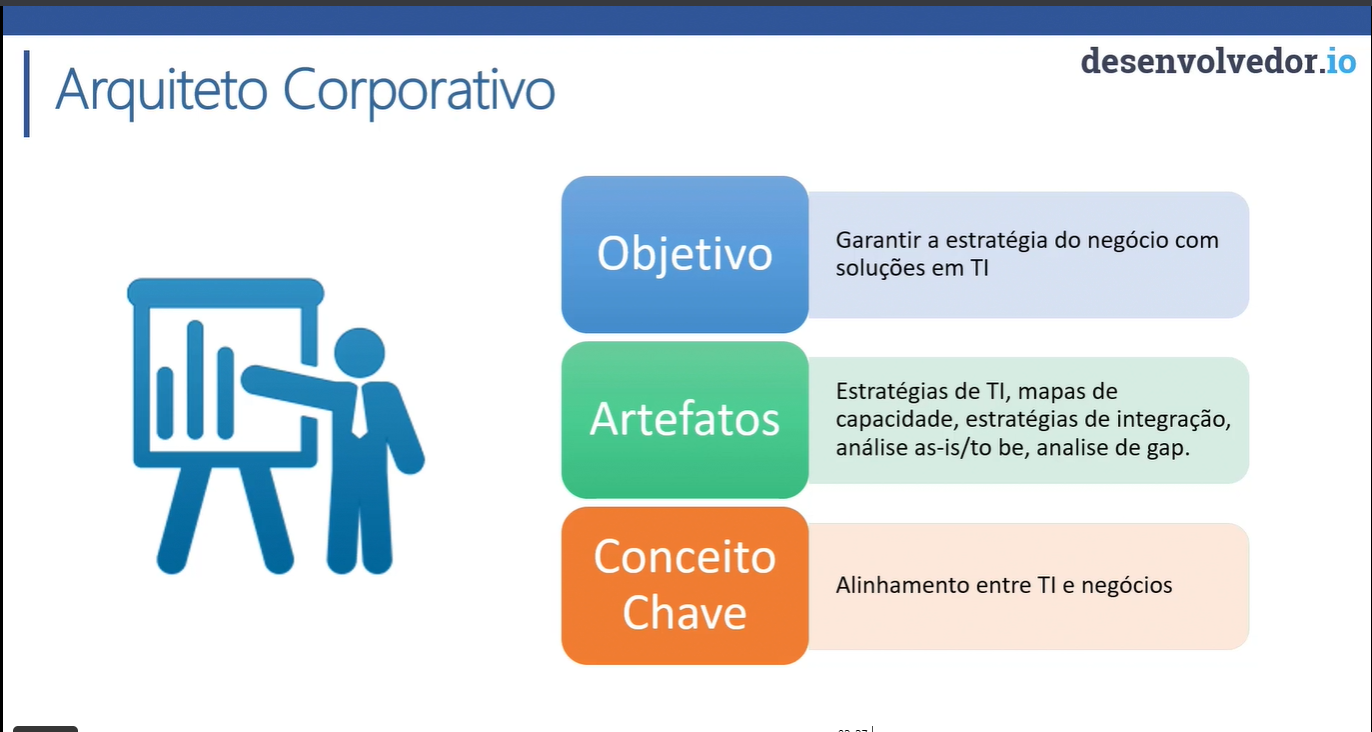 desenvolvedor.io
Arquiteto Corporativo
Objetivo
Garantir a estratégia do negócio com
soluções em TI
Artefatos
Estratégias de TI, mapas de
capacidade, estratégias de integração,
análise as-is/to be, analise de gap.
Conceito
Chave
Alinhamento entre TI e negócios